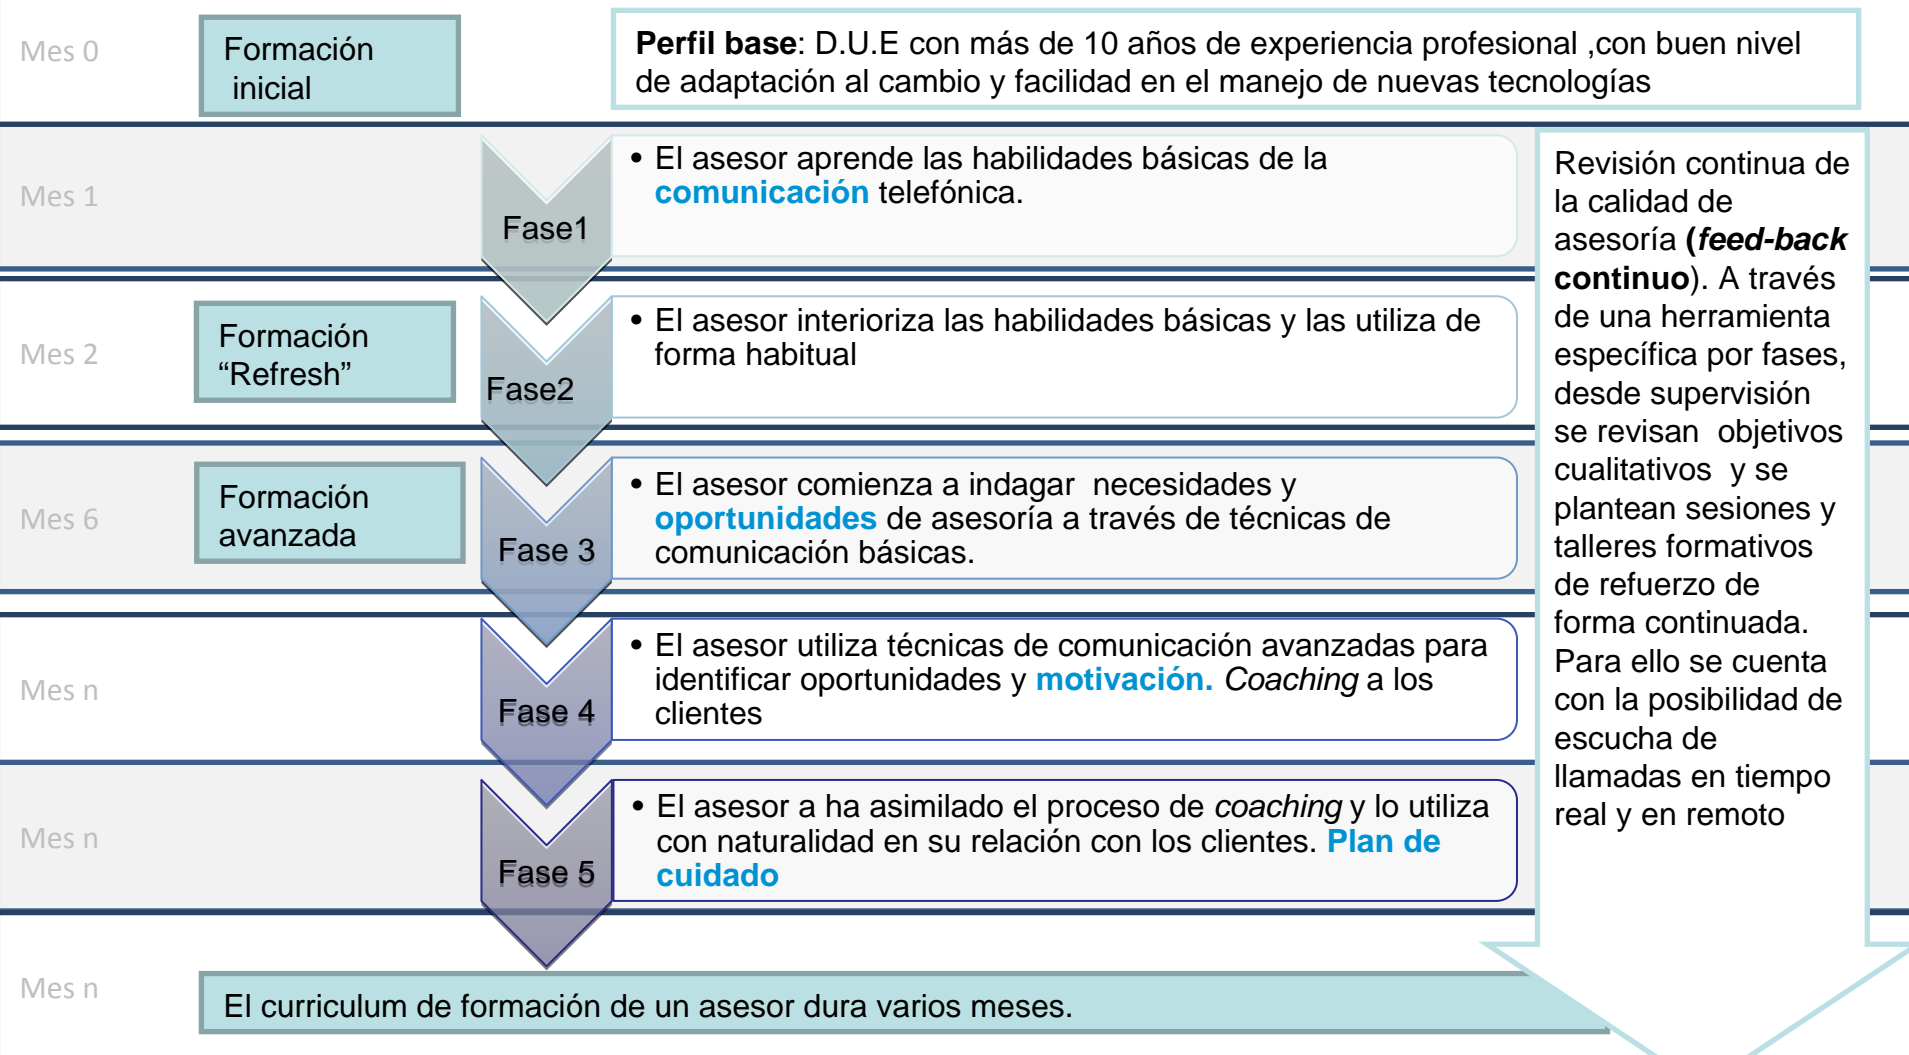 Mes 0
Formación
inicial
Perfil base: D.U.E con más de 10 años de experiencia profesional ,con buen nivel
de adaptación al cambio y facilidad en el manejo de nuevas tecnologías
Mes 1
Fase1
• El asesor aprende las habilidades básicas de la
comunicación telefónica.
Mes 2
Formación
“Refresh”
Fase2
• El asesor interioriza las habilidades básicas y las utiliza de
forma habitual
Mes 6
Formación
avanzada
Fase 3
• El asesor comienza a indagar necesidades y
oportunidades de asesoría a través de técnicas de
comunicación básicas.
Mes n
Fase 4
• El asesor utiliza técnicas de comunicación avanzadas para
identificar oportunidades y motivación. Coaching a los
clientes
Mes n
Fase 5
• El asesor a ha asimilado el proceso de coaching y lo utiliza
con naturalidad en su relación con los clientes. Plan de
cuidado
Revisión continua de
la calidad de
asesoría (feed-back
continuo). A través
de una herramienta
específica por fases,
desde supervisión
se revisan objetivos
cualitativos y se
plantean sesiones y
talleres formativos
de refuerzo de
forma continuada.
Para ello se cuenta
con la posibilidad de
escucha de
llamadas en tiempo
real y en remoto
Mes n
El curriculum de formación de un asesor dura varios meses.